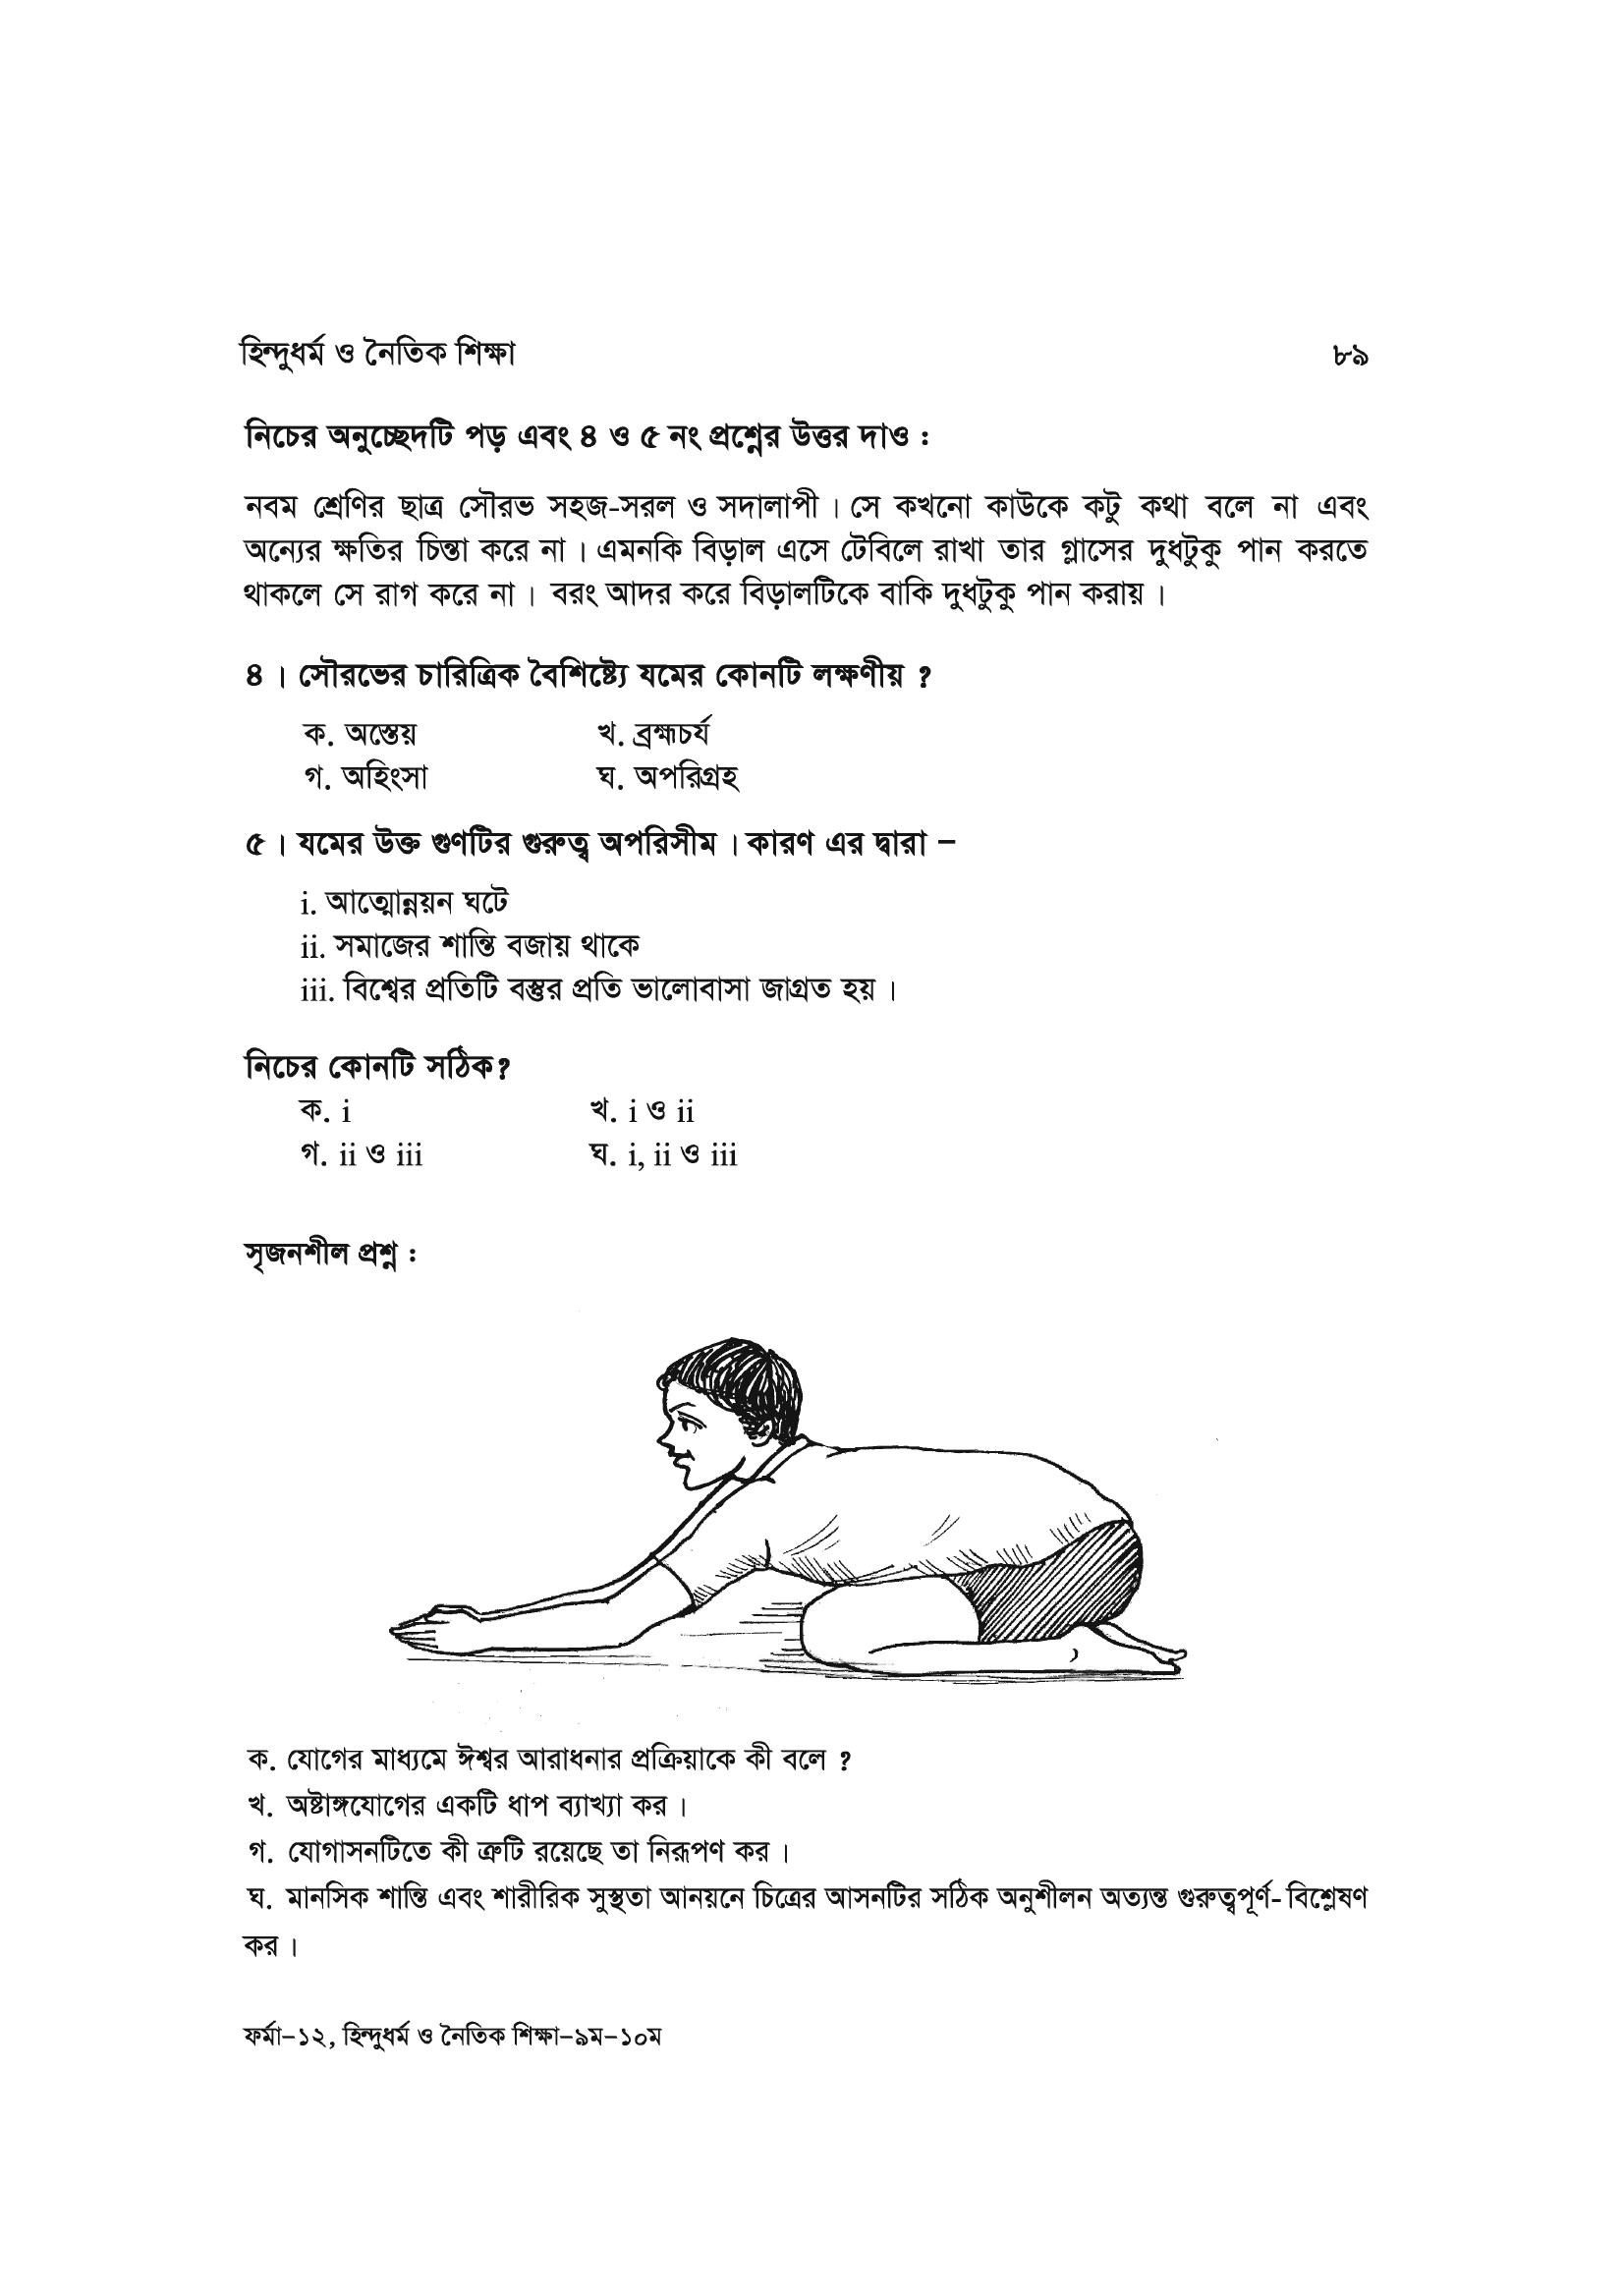 হিন্দুধর্ম ও নৈতিক শিক্ষা ৮৯
নিচের অনুচ্ছেদটি পড় এবং ৪ ও ৫ নং প্রশ্নের উত্তর দাও :
নবম শ্রেণির ছাত্র সৌরভ সহজ-সরল ও সদালাপী । সে কখনো কাউকে কটু কথা বলে না এবং
অন্যের ক্ষতির চিন্তা করে না । এমনকি বিড়াল এসে টেবিলে রাখা তার গ্লাসের দুধটুকু পান করতে
থাকলে সে রাগ করে না । বরং আদর করে বিড়ালটিকে বাকি দুধটুকু পান করায় ।
৪ । সৌরভের চারিত্রিক বৈশিষ্ট্যে যমের কোনটি লক্ষণীয় ?
ক. অস্তেয় খ. ব্রহ্মচর্য
গ. অহিংসা ঘ. অপরিগ্রহ
৫ । যমের উক্ত গুণটির গুরুত্ব অপরিসীম । কারণ এর দ্বারা –
i. আত্মোন্নয়ন ঘটে
ii. সমাজের শান্তি বজায় থাকে
iii. বিশ্বের প্রতিটি বস্তুর প্রতি ভালোবাসা জাগ্রত হয় ।
নিচের কোনটি সঠিক?
ক. i খ. i ও ii
গ. ii ও iii ঘ. i, ii ও iii
সৃজনশীল প্রশ্ন :
ক. যোগের মাধ্যমে ঈশ্বর আরাধনার প্রক্রিয়াকে কী বলে ?
খ. অষ্টাঙ্গযোগের একটি ধাপ ব্যাখ্যা কর ।
গ. যোগাসনটিতে কী ত্রুটি রয়েছে তা নিরূপণ কর ।
ঘ. মানসিক শান্তি এবং শারীরিক সুস্থতা আনয়নে চিত্রের আসনটির সঠিক অনুশীলন অত্যন্ত গুরুত্বপূর্ণ- বিশ্লেষণ
কর ।
ফর্মা–১২, হিন্দুধর্ম ও নৈতিক শিক্ষা–৯ম–১০ম